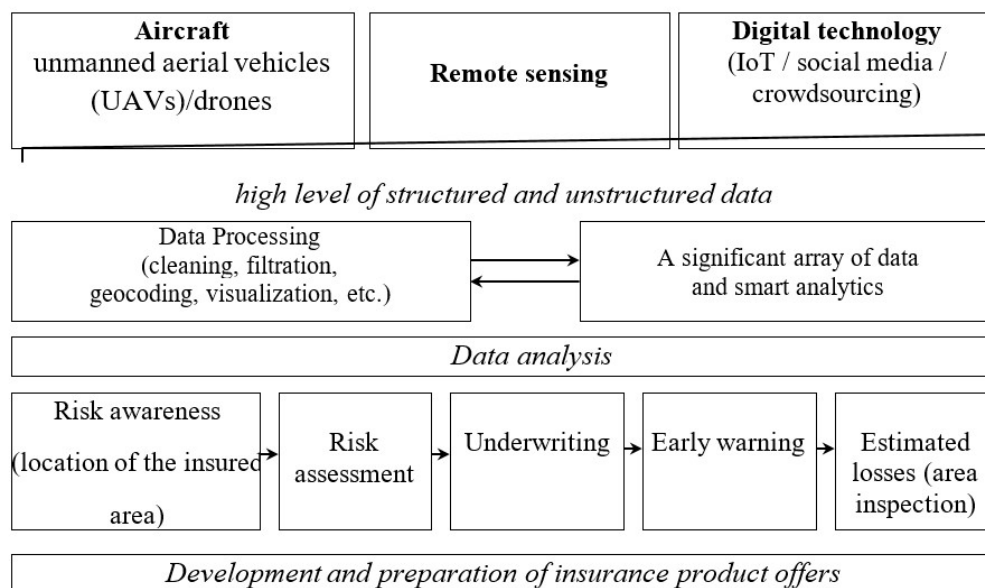 Aircraft
unmanned aerial vehicles
(UAVs)/drones
Remote sensing
Digital technology
(IoT / social media /
crowdsourcing)
high level of structured and unstructured data
Data Processing
(cleaning, filtration,
geocoding, visualization, etc.)
A significant array of data
and smart analytics
Data analysis
Risk awareness
(location of the insured
area)
Risk
assessment
Underwriting
Early warning
Estimated
losses (area
inspection)
Development and preparation of insurance product offers